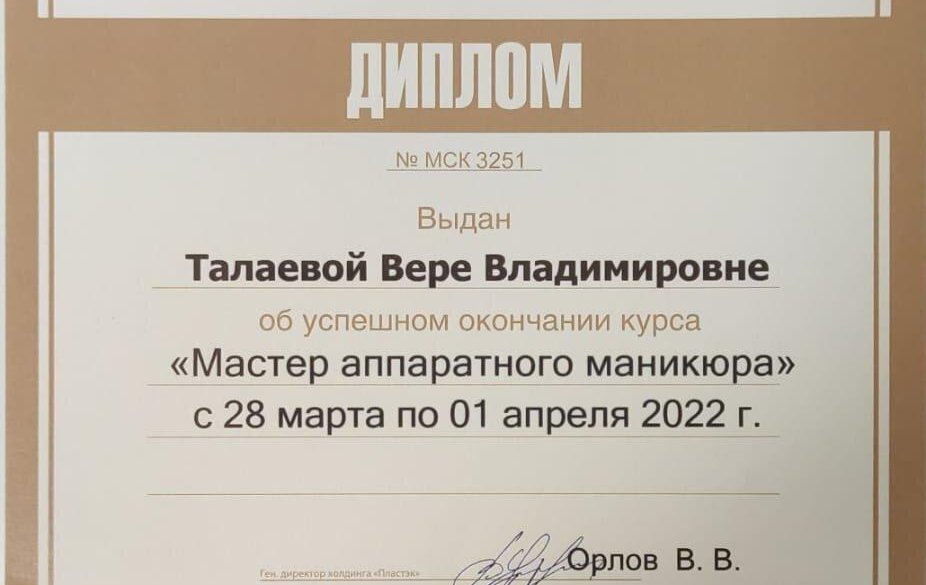 ДИПЛОМ
№ МСК 3251
Выдан
Талаевой Вере Владимировне
об успешном окончании курса
«Мастер аппаратного маникюра»
с 28 марта по 01 апреля 2022 г.
Ген. директор холдинга «Пластэк» Орлов В. В.